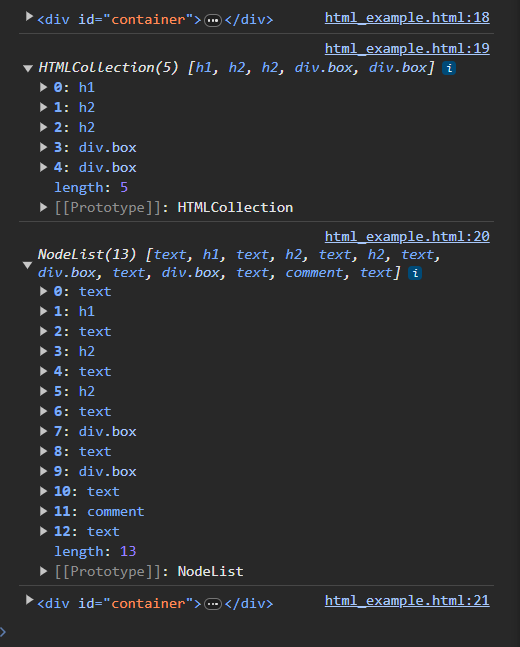 <div id="container">…</div> html_example.html:18
html_example.html:19
HTMLCollection(5) [h1, h2, h2, div.box, div.box] i
0: h1
1: h2
2: h2
3: div.box
4: div.box
length: 5
[[Prototype]]: HTMLCollection
html_example.html:20
NodeList(13) [text, h1, text, h2, text, h2, text,
div.box, text, div.box, text, comment, text] i
0: text
1: h1
2: text
3: h2
4: text
5: h2
6: text
7: div.box
8: text
9: div.box
10: text
11: comment
12: text
length: 13
[[Prototype]]: NodeList
<div id="container">…</div> html_example.html:21